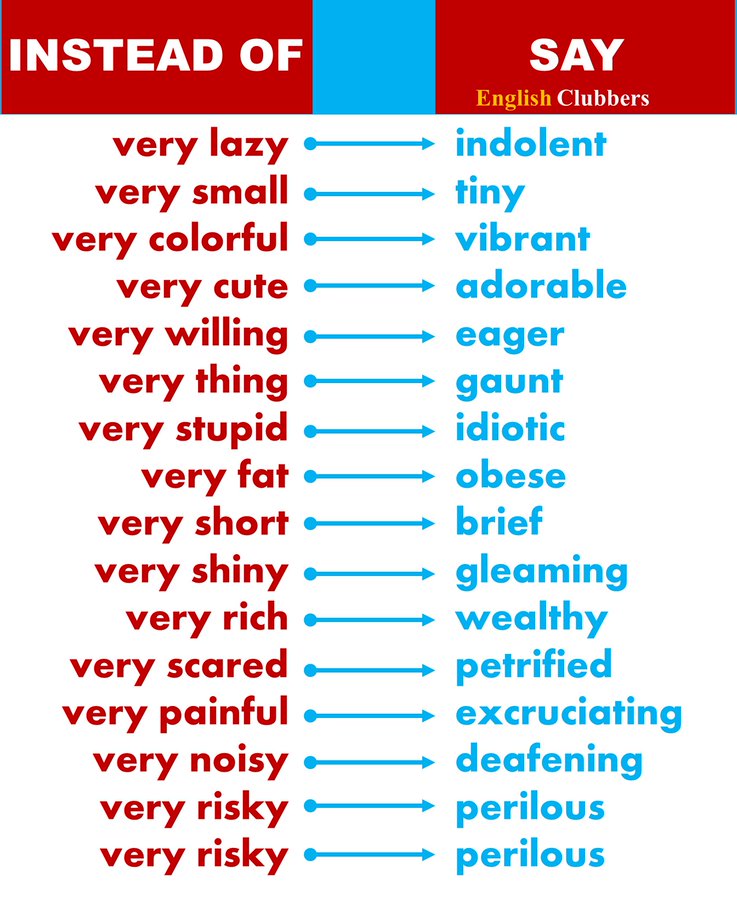 INSTEAD OF SAY
English Clubbers
very lazy indolent
very small tiny
very colorful vibrant
very cute adorable
very willing eager
very thing gaunt
very stupid idiotic
very fat obese
very short brief
very shiny gleaming
very rich wealthy
very scared petrified
very painful excruciating
very noisy deafening
very risky perilous
very risky perilous